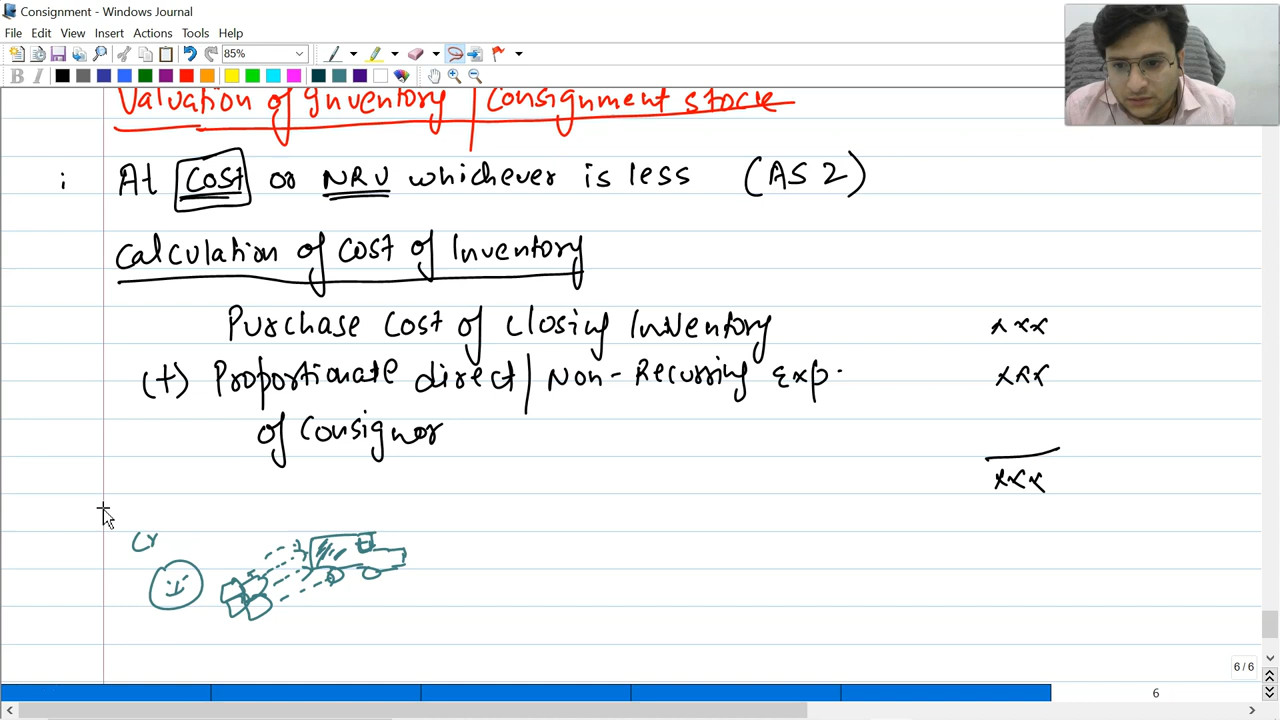 Consignment - Windows Journal
File Edit View Insert Actions Tools Help
85%
B I
Valuation of Inventory | Consignment stock
i At Cost or NRV whichever is less (AS 2)
Calculation of Cost of Inventory
Purchase Cost of closing Inventory xxx
(+) Proportionate direct / Non-Recurring Exp. xxx
of Consignor
xxx
Cr
6/6
6